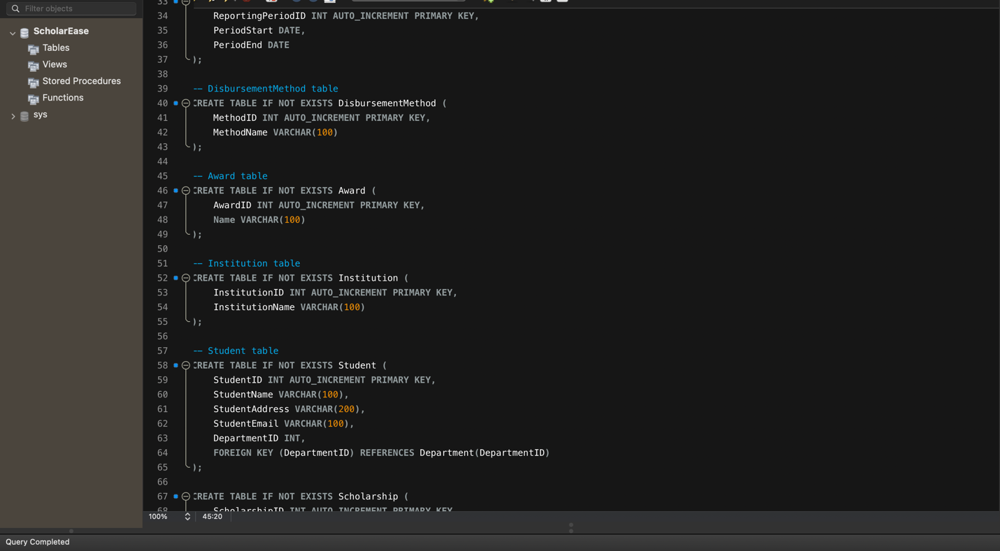 Filter objects
ScholarEase
Tables
Views
Stored Procedures
Functions
sys
33
34 ReportingPeriodID INT AUTO_INCREMENT PRIMARY KEY,
35 PeriodStart DATE,
36 PeriodEnd DATE
37 );
38
39 -- DisbursementMethod table
40 CREATE TABLE IF NOT EXISTS DisbursementMethod (
41 MethodID INT AUTO_INCREMENT PRIMARY KEY,
42 MethodName VARCHAR(100)
43 );
44
45 -- Award table
46 CREATE TABLE IF NOT EXISTS Award (
47 AwardID INT AUTO_INCREMENT PRIMARY KEY,
48 Name VARCHAR(100)
49 );
50
51 -- Institution table
52 CREATE TABLE IF NOT EXISTS Institution (
53 InstitutionID INT AUTO_INCREMENT PRIMARY KEY,
54 InstitutionName VARCHAR(100)
55 );
56
57 -- Student table
58 CREATE TABLE IF NOT EXISTS Student (
59 StudentID INT AUTO_INCREMENT PRIMARY KEY,
60 StudentName VARCHAR(100),
61 StudentAddress VARCHAR(200),
62 StudentEmail VARCHAR(100),
63 DepartmentID INT,
64 FOREIGN KEY (DepartmentID) REFERENCES Department(DepartmentID)
65 );
66
67 CREATE TABLE IF NOT EXISTS Scholarship (
68 ScholarshipID INT AUTO_INCREMENT PRIMARY KEY
100% 45:20
Query Completed